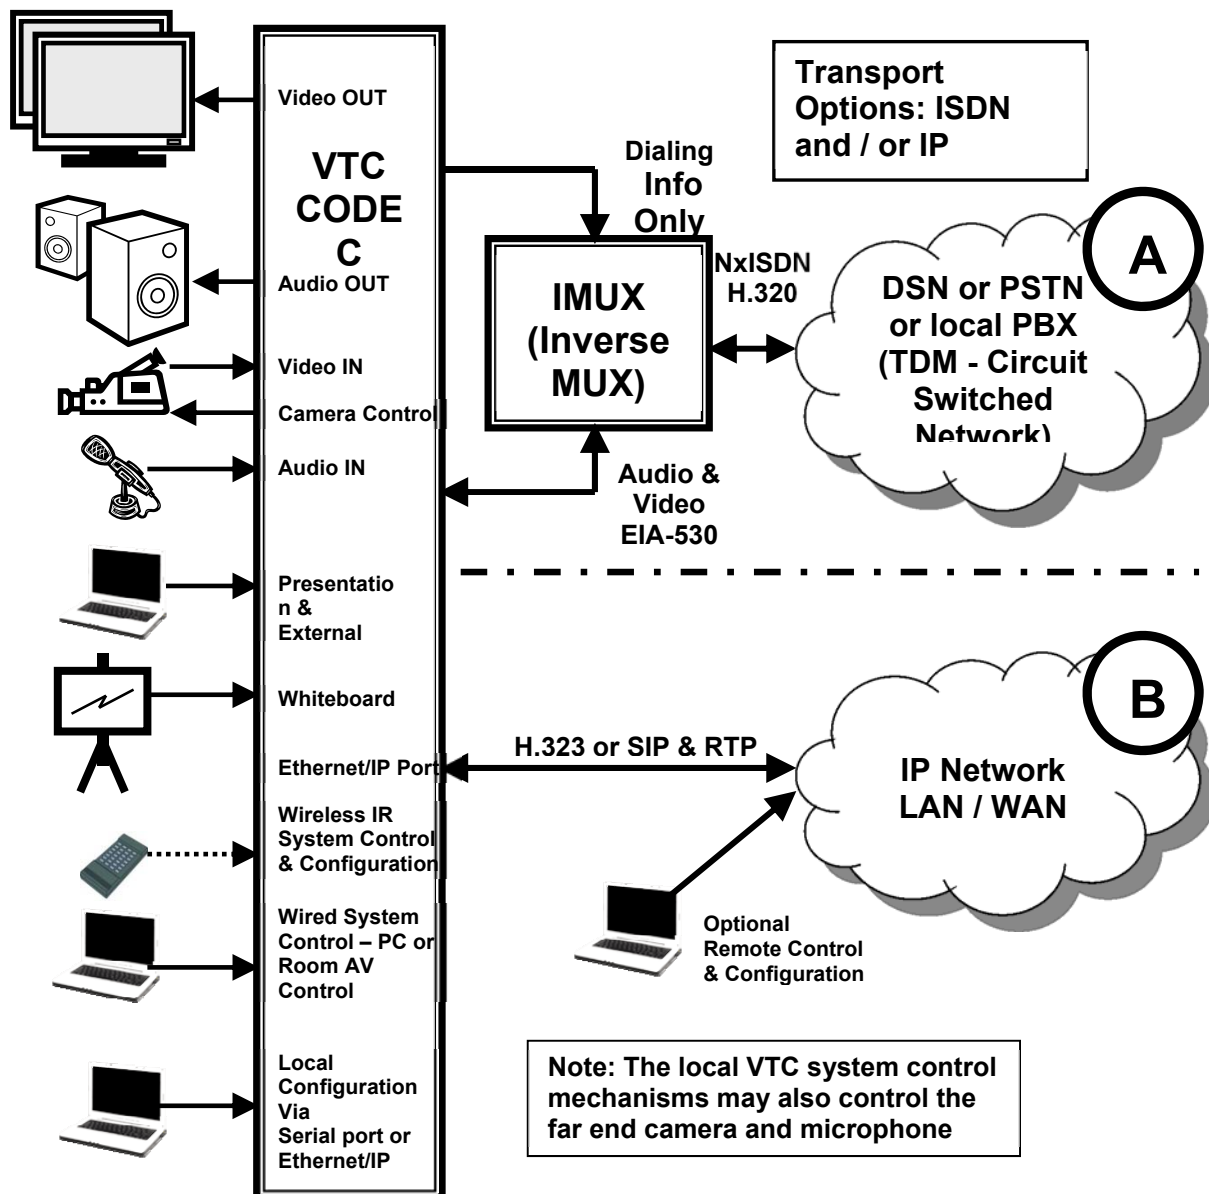 Video OUT
VTC
CODE
C
Audio OUT
Video IN
Camera Control
Audio IN
Presentatio
n &
External
Whiteboard
Ethernet/IP Port
Wireless IR
System Control
& Configuration
Wired System
Control – PC or
Room AV
Control
Local
Configuration
Via
Serial port or
Ethernet/IP
Dialing
Info
Only
IMUX
(Inverse
MUX)
NxISDN
H.320
Audio &
Video
EIA-530
Transport
Options: ISDN
and / or IP
A
DSN or PSTN
or local PBX
(TDM - Circuit
Switched
Network)
B
H.323 or SIP & RTP
IP Network
LAN / WAN
Optional
Remote Control
& Configuration
Note: The local VTC system control
mechanisms may also control the
far end camera and microphone